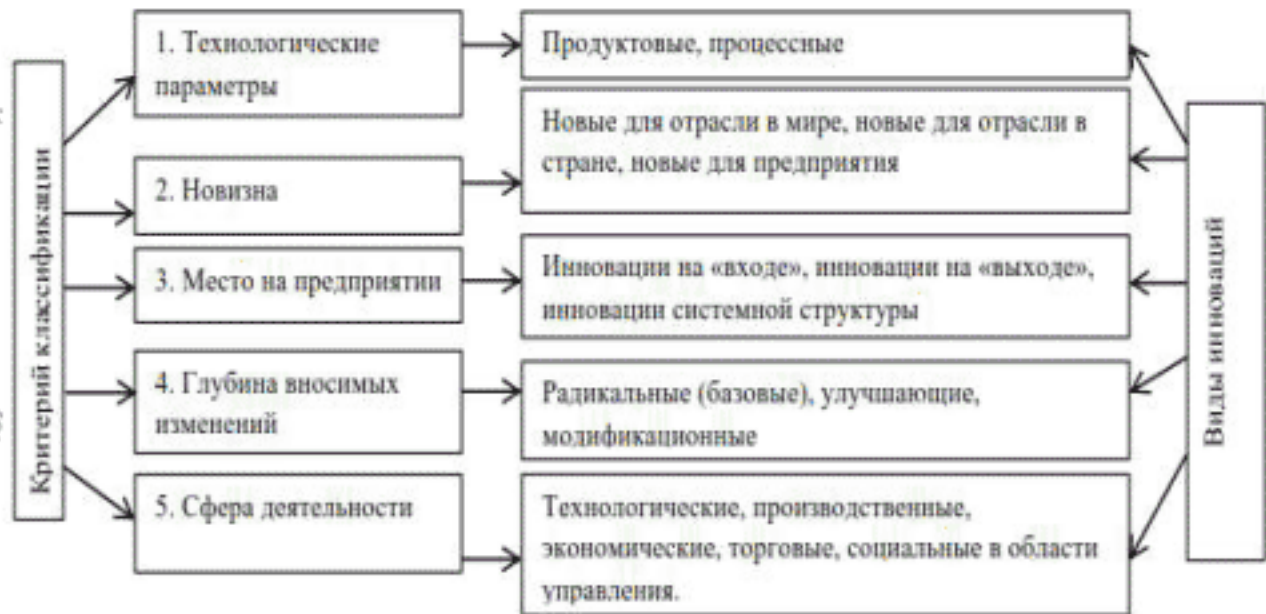 Критерий классификации
1. Технологические
параметры
Продуктовые, процессные
2. Новизна
Новые для отрасли в мире, новые для отрасли в
стране, новые для предприятия
3. Место на предприятии
Инновации на «входе», инновации на «выходе»,
инновации системной структуры
4. Глубина вносимых
изменений
Радикальные (базовые), улучшающие,
модификационные
5. Сфера деятельности
Технологические, производственные,
экономические, торговые, социальные в области
управления.
Виды инноваций